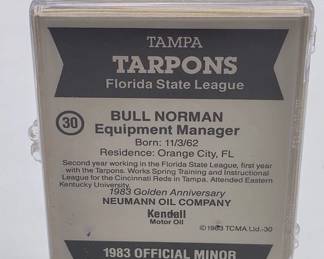 TAMPA
TARPONS
Florida State League
30
BULL NORMAN
Equipment Manager
Born: 11/3/62
Residence: Orange City, FL
Second year working in the Florida State League, first year
with the Tarpons. Works Spring Training and Instructional
League for the Cincinnati Reds in Tampa. Attended Eastern
Kentucky University.
1983 Golden Anniversary
NEUMANN OIL COMPANY
Kendall
Motor Oil
©1983 TCMA Ltd.-30
1983 OFFICIAL MINOR